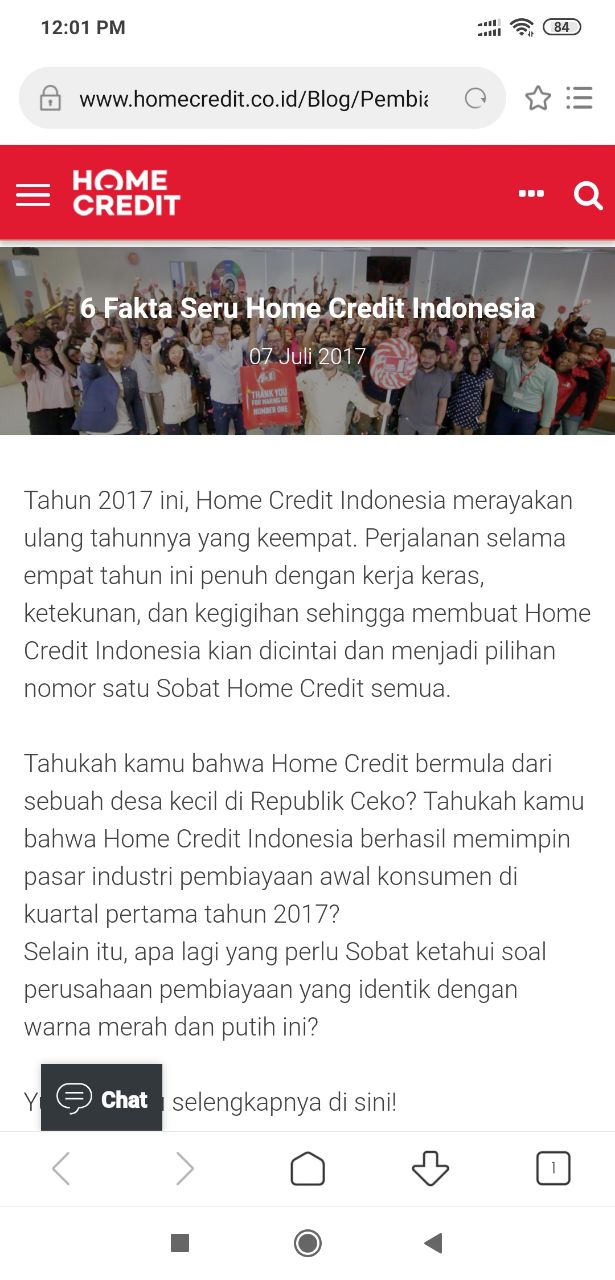 12:01 PM
84
www.homecredit.co.id/Blog/Pembia
HOME
CREDIT
6 Fakta Seru Home Credit Indonesia
07 Juli 2017
THANK YOU
FOR MAKING US
NUMBER ONE
Tahun 2017 ini, Home Credit Indonesia merayakan
ulang tahunnya yang keempat. Perjalanan selama
empat tahun ini penuh dengan kerja keras,
ketekunan, dan kegigihan sehingga membuat Home
Credit Indonesia kian dicintai dan menjadi pilihan
nomor satu Sobat Home Credit semua.
Tahukah kamu bahwa Home Credit bermula dari
sebuah desa kecil di Republik Ceko? Tahukah kamu
bahwa Home Credit Indonesia berhasil memimpin
pasar industri pembiayaan awal konsumen di
kuartal pertama tahun 2017?
Selain itu, apa lagi yang perlu Sobat ketahui soal
perusahaan pembiayaan yang identik dengan
warna merah dan putih ini?
selengkapnya di sini!
Chat
1